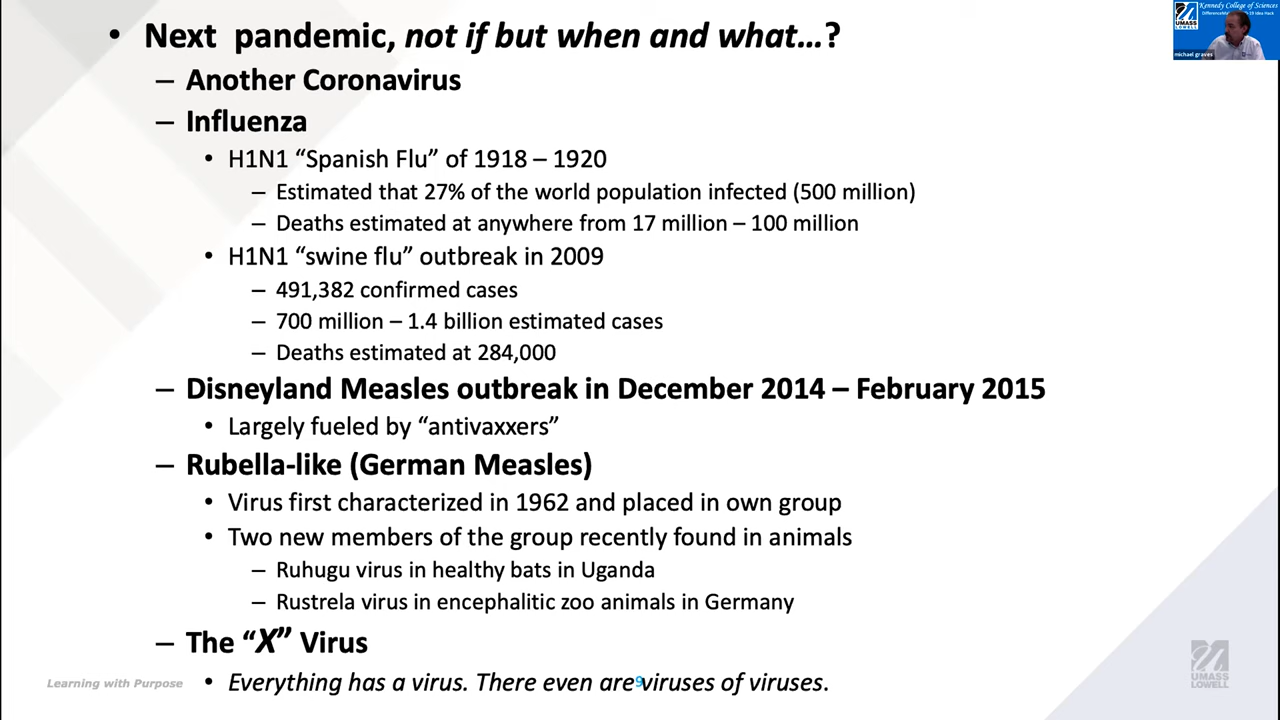 • Next pandemic, not if but when and what…?
– Another Coronavirus
– Influenza
• H1N1 “Spanish Flu” of 1918 – 1920
– Estimated that 27% of the world population infected (500 million)
– Deaths estimated at anywhere from 17 million – 100 million
• H1N1 “swine flu” outbreak in 2009
– 491,382 confirmed cases
– 700 million – 1.4 billion estimated cases
– Deaths estimated at 284,000
– Disneyland Measles outbreak in December 2014 – February 2015
• Largely fueled by “antivaxxers”
– Rubella-like (German Measles)
• Virus first characterized in 1962 and placed in own group
• Two new members of the group recently found in animals
– Ruhugu virus in healthy bats in Uganda
– Rustrela virus in encephalitic zoo animals in Germany
– The “X” Virus
• Everything has a virus. There even are viruses of viruses.
9
Learning with Purpose
UMASS
LOWELL
Kennedy College of Sciences
Idea Hack
UMASS
LOWELL
michael graves